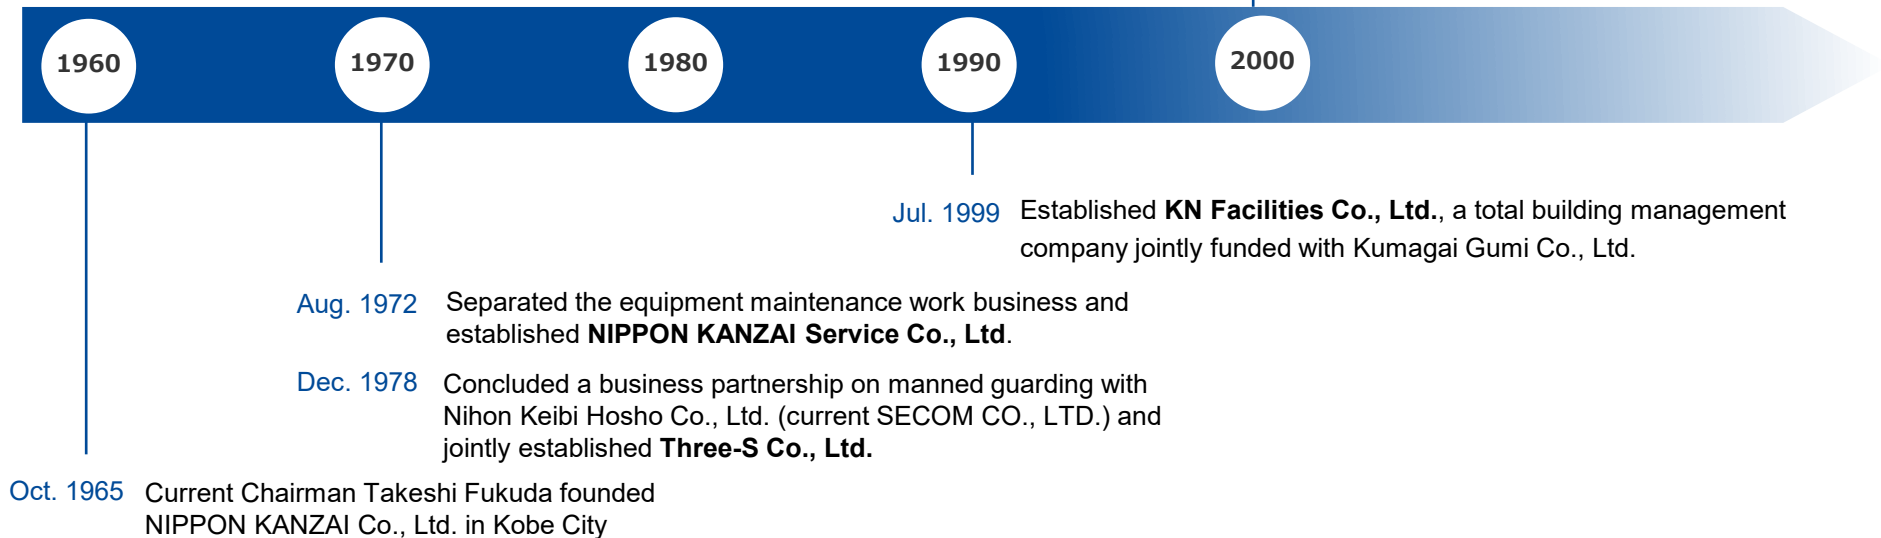 1960
1970
1980
1990
2000
Jul. 1999 Established KN Facilities Co., Ltd., a total building management
company jointly funded with Kumagai Gumi Co., Ltd.
Aug. 1972 Separated the equipment maintenance work business and
established NIPPON KANZAI Service Co., Ltd.
Dec. 1978 Concluded a business partnership on manned guarding with
Nihon Keibi Hosho Co., Ltd. (current SECOM CO., LTD.) and
jointly established Three-S Co., Ltd.
Oct. 1965 Current Chairman Takeshi Fukuda founded
NIPPON KANZAI Co., Ltd. in Kobe City